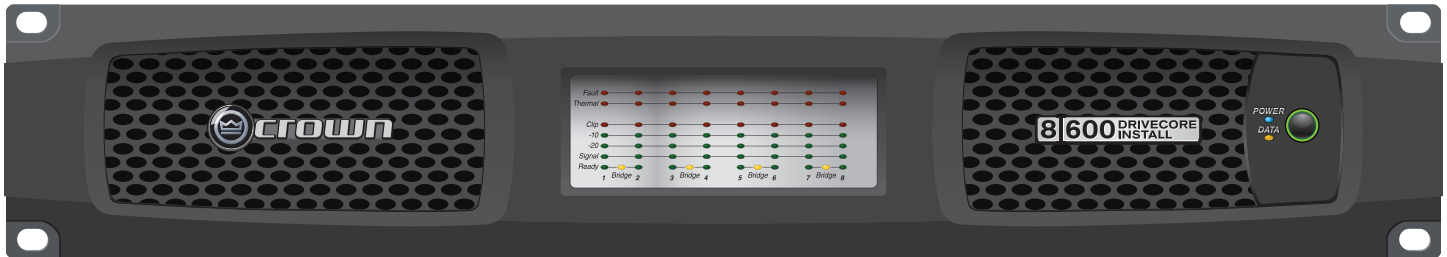 crown
Fault
Thermal
Clip
-10
-20
Signal
Ready
1 Bridge 2 3 Bridge 4 5 Bridge 6 7 Bridge 8
8|600 DRIVECORE
INSTALL
POWER
DATA